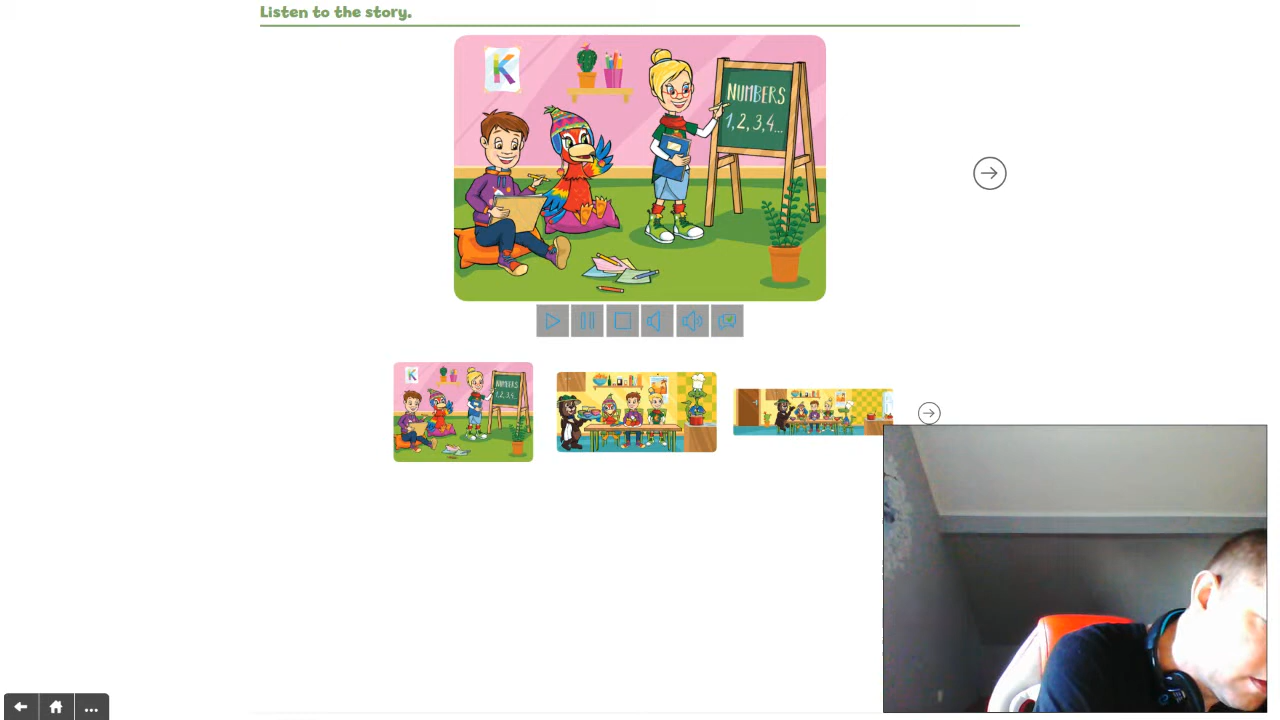 Listen to the story.
K
NUMBERS
1,2,3,4...
K
NUMBERS
1,2,3,4...